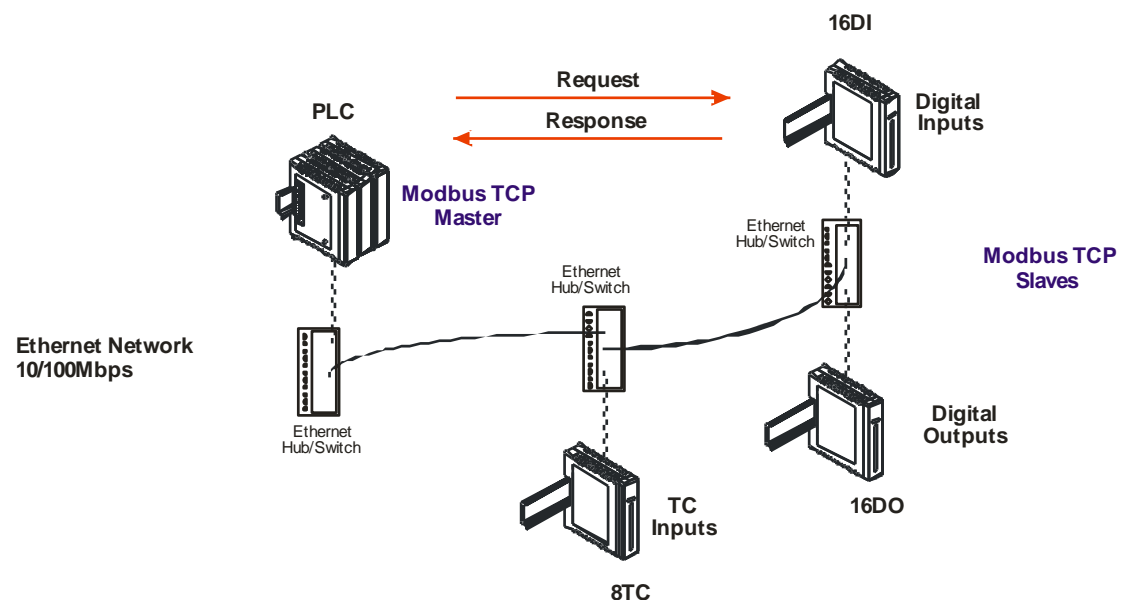 16DI
Request
Digital
Inputs
PLC
Response
Modbus TCP
Master
Ethernet
Hub/Switch
Modbus TCP
Slaves
Ethernet
Hub/Switch
Ethernet Network
10/100Mbps
Ethernet
Hub/Switch
Digital
Outputs
TC
Inputs
16DO
8TC